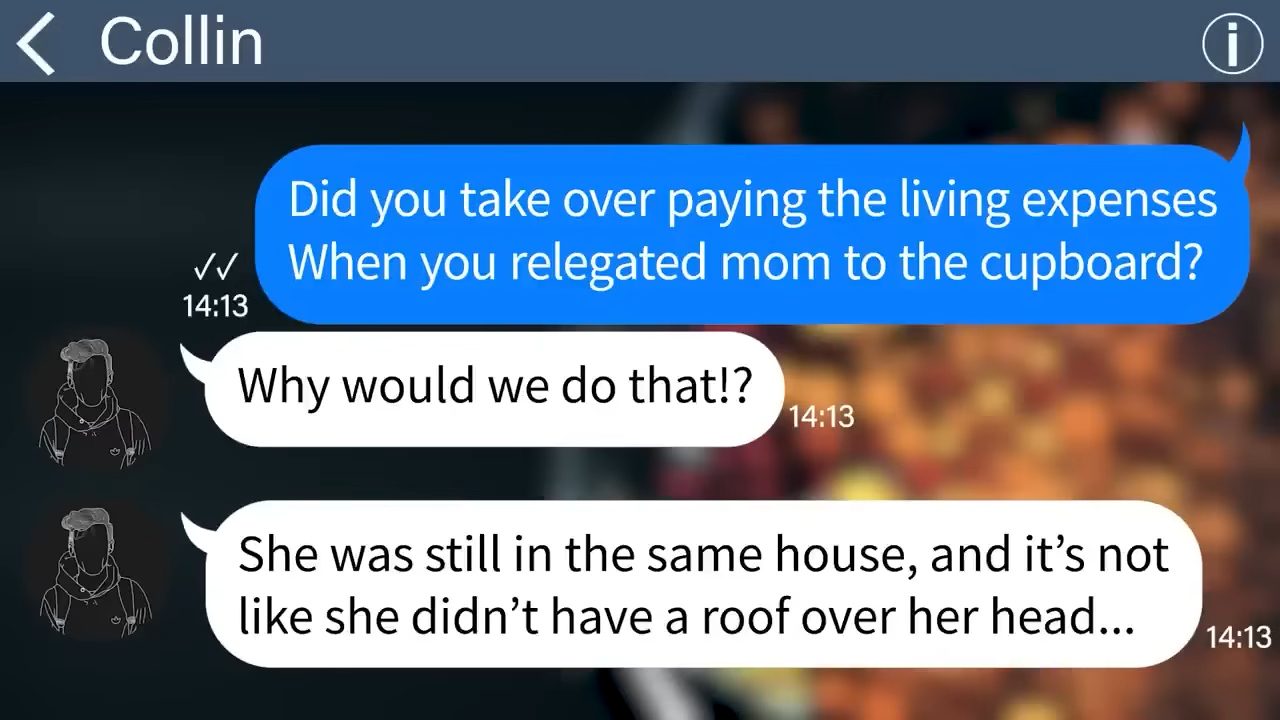 Collin
Did you take over paying the living expenses
When you relegated mom to the cupboard?
14:13
Why would we do that!?
14:13
She was still in the same house, and it’s not
like she didn’t have a roof over her head...
14:13